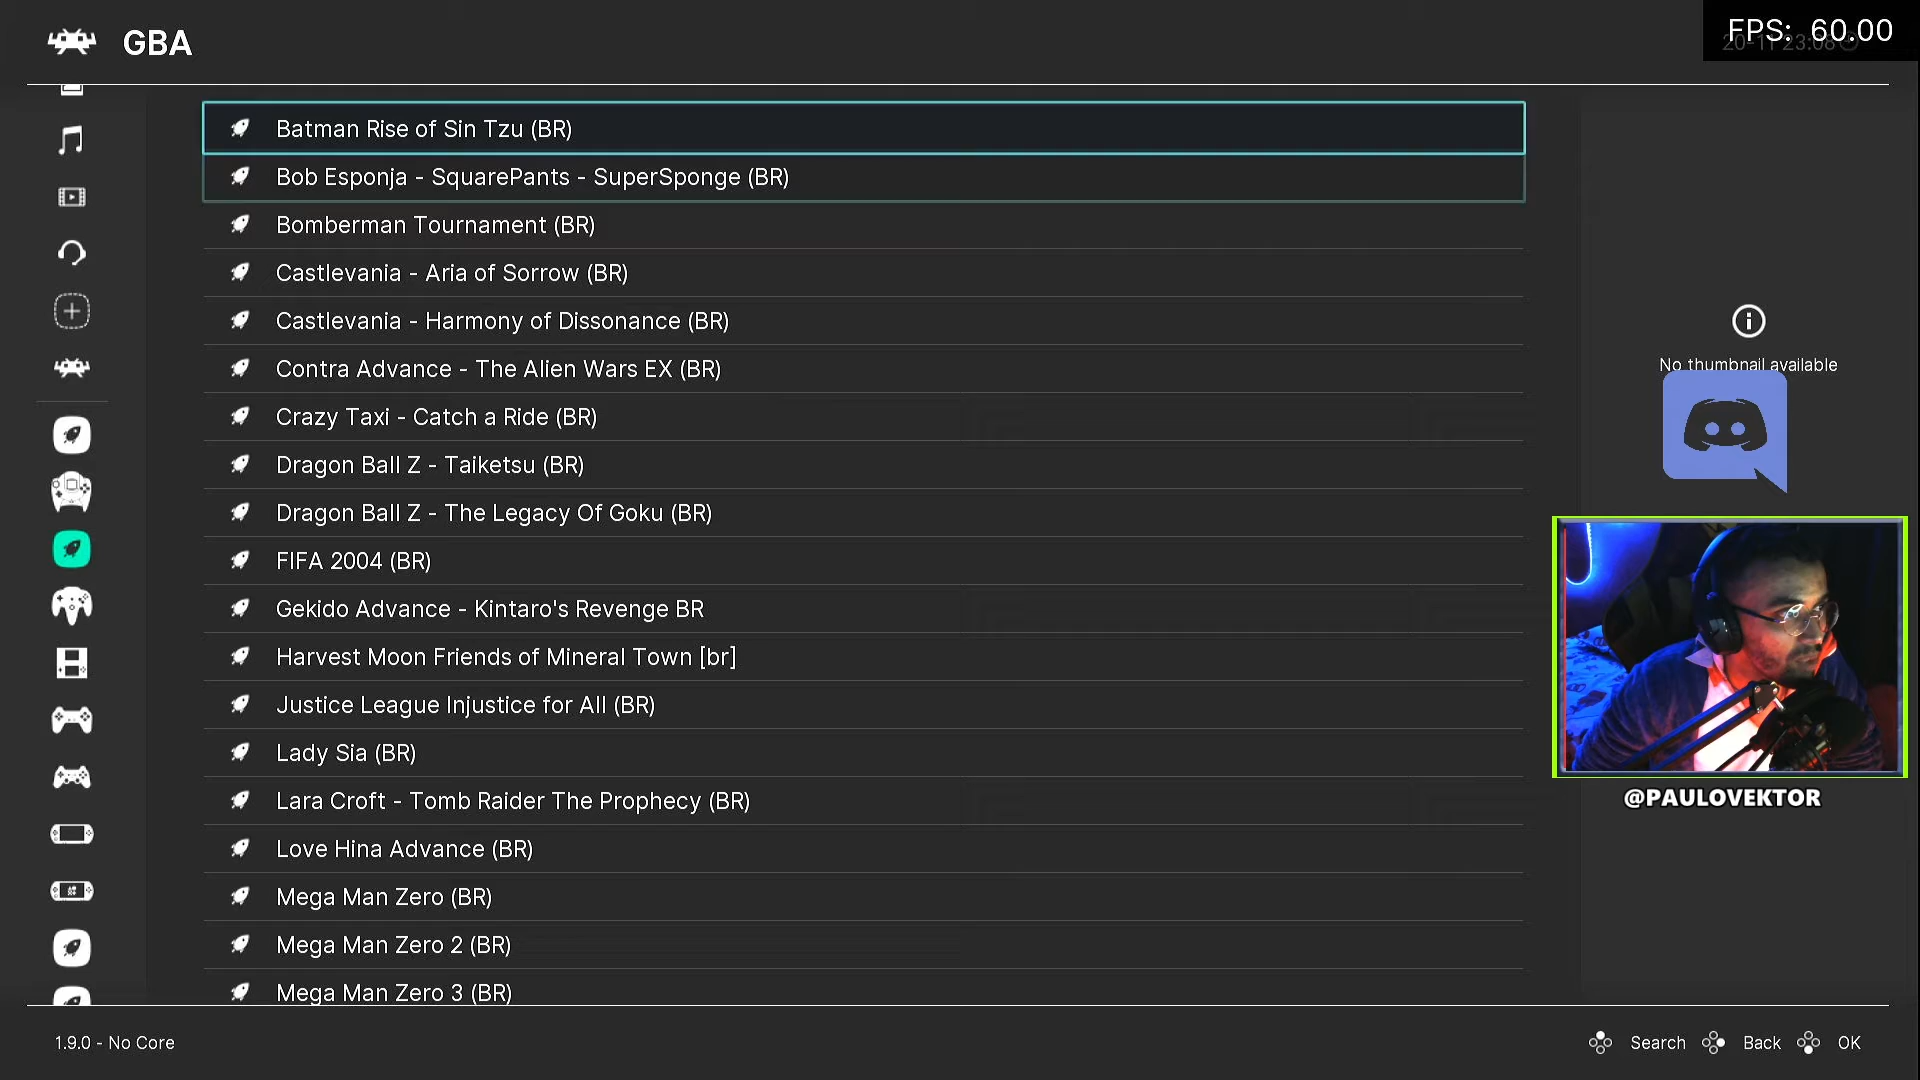 GBA
FPS: 60.00
20-11 23:08
Batman Rise of Sin Tzu (BR)
Bob Esponja - SquarePants - SuperSponge (BR)
Bomberman Tournament (BR)
Castlevania - Aria of Sorrow (BR)
Castlevania - Harmony of Dissonance (BR)
Contra Advance - The Alien Wars EX (BR)
Crazy Taxi - Catch a Ride (BR)
Dragon Ball Z - Taiketsu (BR)
Dragon Ball Z - The Legacy Of Goku (BR)
FIFA 2004 (BR)
Gekido Advance - Kintaro's Revenge BR
Harvest Moon Friends of Mineral Town [br]
Justice League Injustice for All (BR)
Lady Sia (BR)
Lara Croft - Tomb Raider The Prophecy (BR)
Love Hina Advance (BR)
Mega Man Zero (BR)
Mega Man Zero 2 (BR)
Mega Man Zero 3 (BR)
No thumbnail available
@PAULOVEKTOR
1.9.0 - No Core
Search
Back
OK